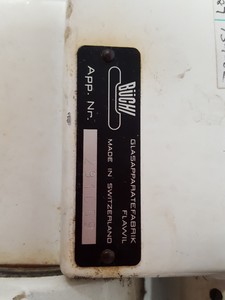 BÜCHI
GLASAPPARATEFABRIK
FLAWIL
MADE IN SWITZERLAND
App. Nr.